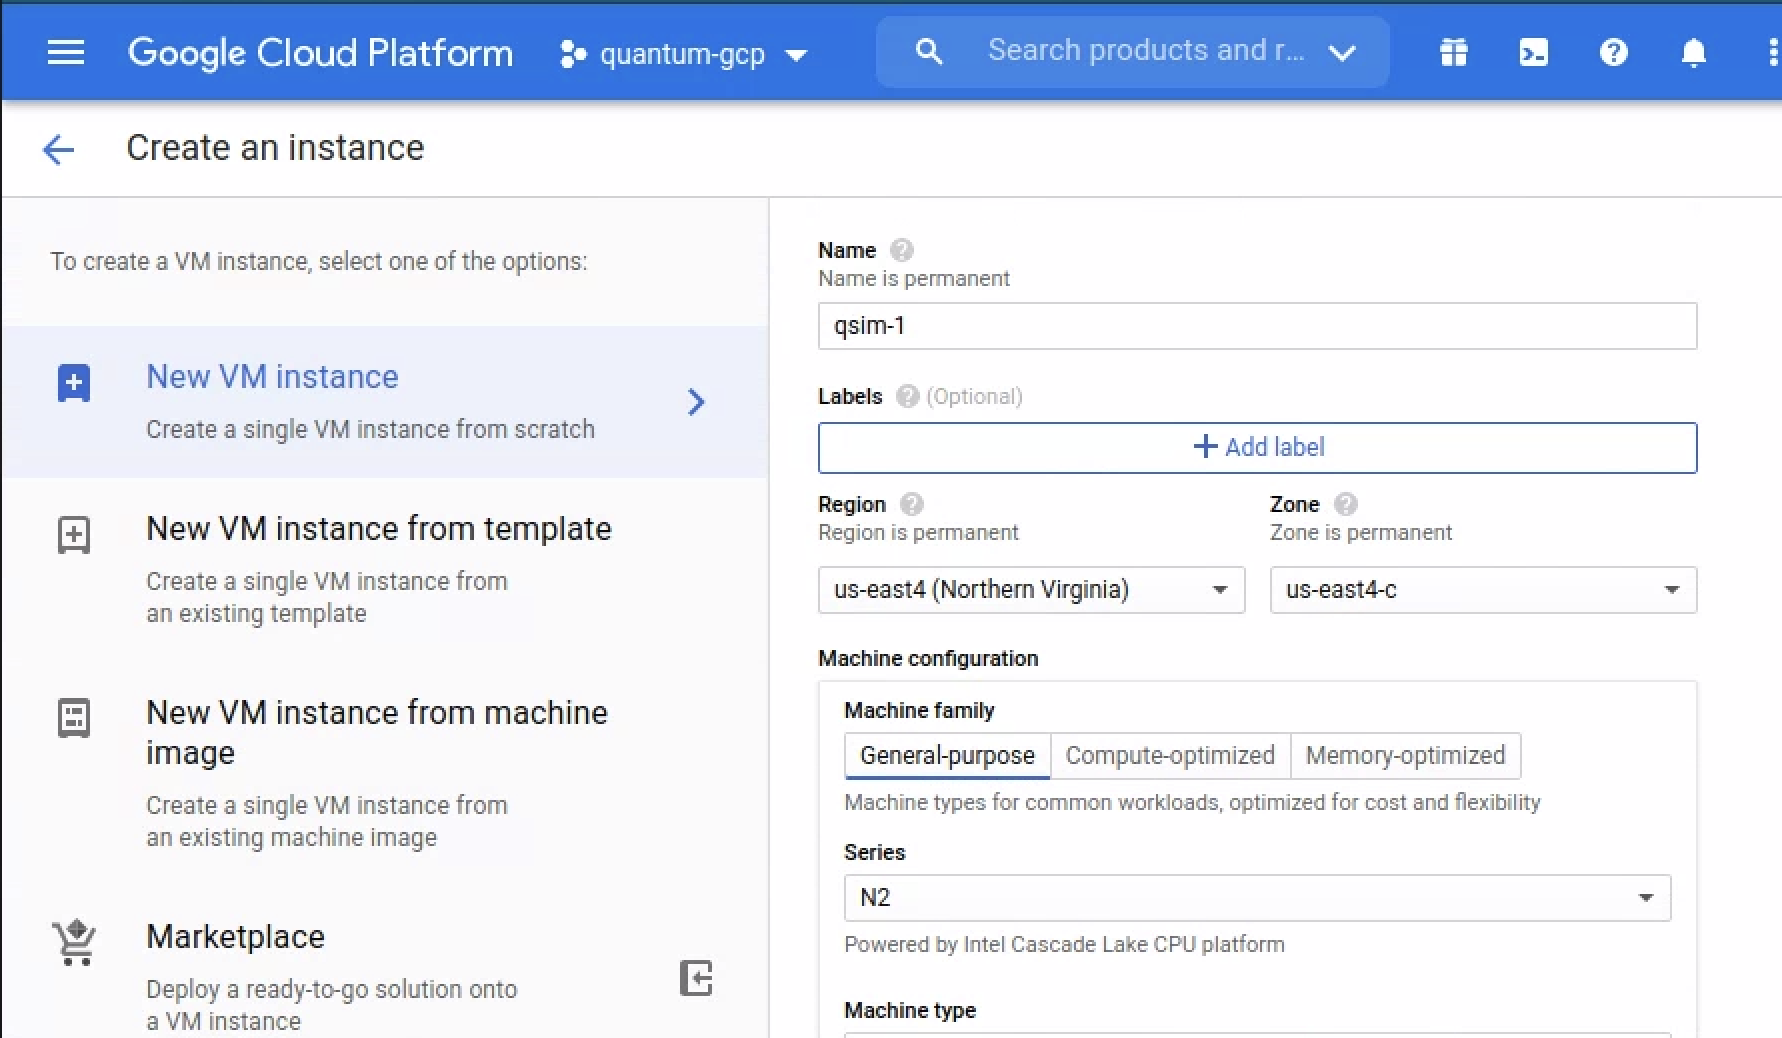 Google Cloud Platform
quantum-gcp
Search products and r...
Create an instance
To create a VM instance, select one of the options:
New VM instance
Create a single VM instance from scratch
New VM instance from template
Create a single VM instance from
an existing template
New VM instance from machine
image
Create a single VM instance from
an existing machine image
Marketplace
Deploy a ready-to-go solution onto
a VM instance
Name
Name is permanent
qsim-1
Labels (Optional)
Add label
Region
Region is permanent
us-east4 (Northern Virginia)
Zone
Zone is permanent
us-east4-c
Machine configuration
Machine family
General-purpose
Compute-optimized
Memory-optimized
Machine types for common workloads, optimized for cost and flexibility
Series
N2
Powered by Intel Cascade Lake CPU platform
Machine type